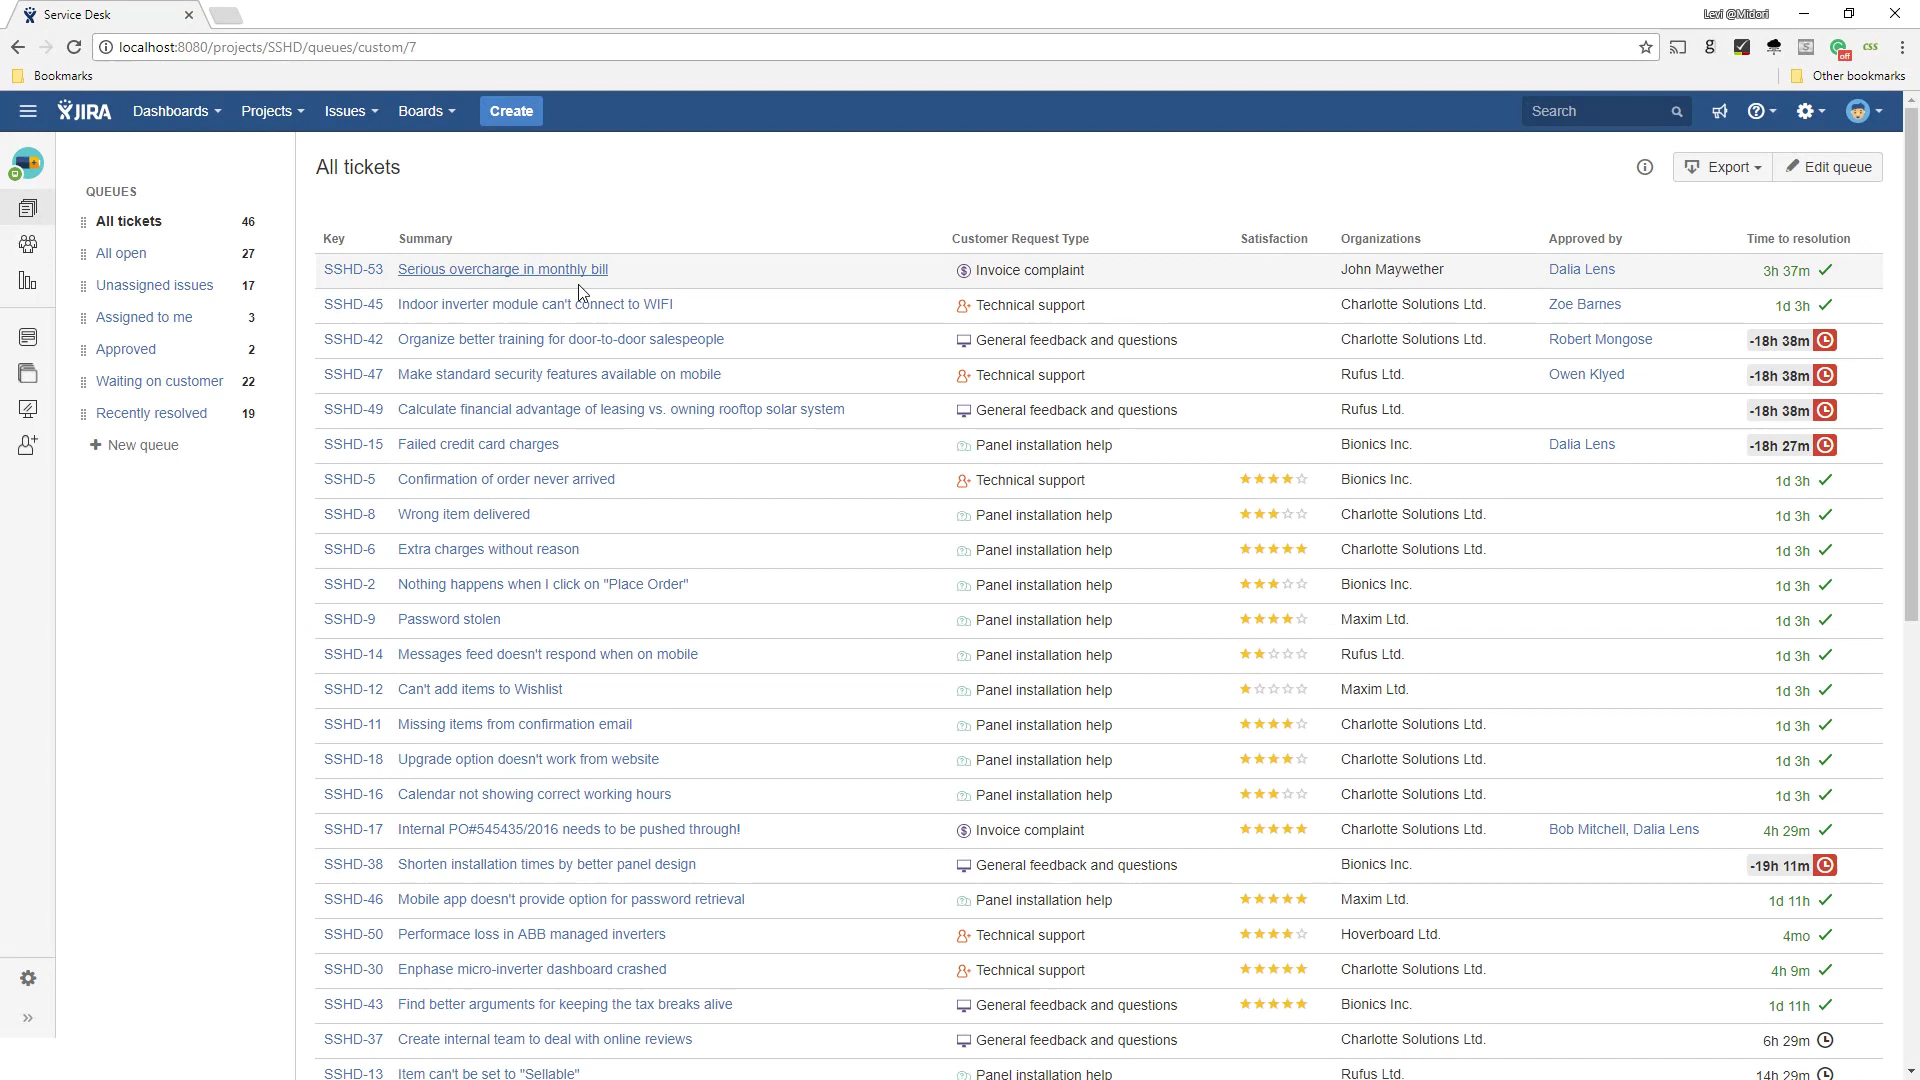 Service Desk
Levi @Midori
localhost:8080/projects/SSHD/queues/custom/7
g
S
off
css
Bookmarks
Other bookmarks
JIRA Dashboards Projects Issues Boards Create Search
All tickets
Export Edit queue
QUEUES
All tickets 46
All open 27
Unassigned issues 17
Assigned to me 3
Approved 2
Waiting on customer 22
Recently resolved 19
+ New queue
Key Summary Customer Request Type Satisfaction Organizations Approved by Time to resolution
SSHD-53 Serious overcharge in monthly bill Invoice complaint John Maywether Dalia Lens 3h 37m
SSHD-45 Indoor inverter module can't connect to WIFI Technical support Charlotte Solutions Ltd. Zoe Barnes 1d 3h
SSHD-42 Organize better training for door-to-door salespeople General feedback and questions Charlotte Solutions Ltd. Robert Mongose -18h 38m
SSHD-47 Make standard security features available on mobile Technical support Rufus Ltd. Owen Klyed -18h 38m
SSHD-49 Calculate financial advantage of leasing vs. owning rooftop solar system General feedback and questions Rufus Ltd. -18h 38m
SSHD-15 Failed credit card charges Panel installation help Bionics Inc. Dalia Lens -18h 27m
SSHD-5 Confirmation of order never arrived Technical support Bionics Inc. 1d 3h
SSHD-8 Wrong item delivered Panel installation help Charlotte Solutions Ltd. 1d 3h
SSHD-6 Extra charges without reason Panel installation help Charlotte Solutions Ltd. 1d 3h
SSHD-2 Nothing happens when I click on "Place Order" Panel installation help Bionics Inc. 1d 3h
SSHD-9 Password stolen Panel installation help Maxim Ltd. 1d 3h
SSHD-14 Messages feed doesn't respond when on mobile Panel installation help Rufus Ltd. 1d 3h
SSHD-12 Can't add items to Wishlist Panel installation help Maxim Ltd. 1d 3h
SSHD-11 Missing items from confirmation email Panel installation help Charlotte Solutions Ltd. 1d 3h
SSHD-18 Upgrade option doesn't work from website Panel installation help Charlotte Solutions Ltd. 1d 3h
SSHD-16 Calendar not showing correct working hours Panel installation help Charlotte Solutions Ltd. 1d 3h
SSHD-17 Internal PO#545435/2016 needs to be pushed through! Invoice complaint Charlotte Solutions Ltd. Bob Mitchell, Dalia Lens 4h 29m
SSHD-38 Shorten installation times by better panel design General feedback and questions Bionics Inc. -19h 11m
SSHD-46 Mobile app doesn't provide option for password retrieval Panel installation help Maxim Ltd. 1d 11h
SSHD-50 Performace loss in ABB managed inverters Technical support Hoverboard Ltd. 4mo
SSHD-30 Enphase micro-inverter dashboard crashed Technical support Charlotte Solutions Ltd. 4h 9m
SSHD-43 Find better arguments for keeping the tax breaks alive General feedback and questions Bionics Inc. 1d 11h
SSHD-37 Create internal team to deal with online reviews General feedback and questions Charlotte Solutions Ltd. 6h 29m
SSHD-13 Item can't be set to "Sellable" Panel installation help Rufus Ltd. 14h 29m